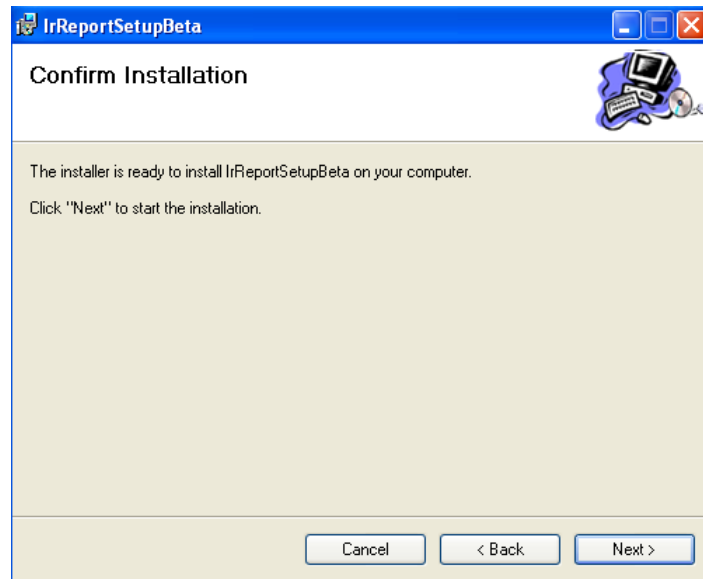 IrReportSetupBeta
Confirm Installation
The installer is ready to install IrReportSetupBeta on your computer.
Click "Next" to start the installation.
Cancel
< Back
Next >